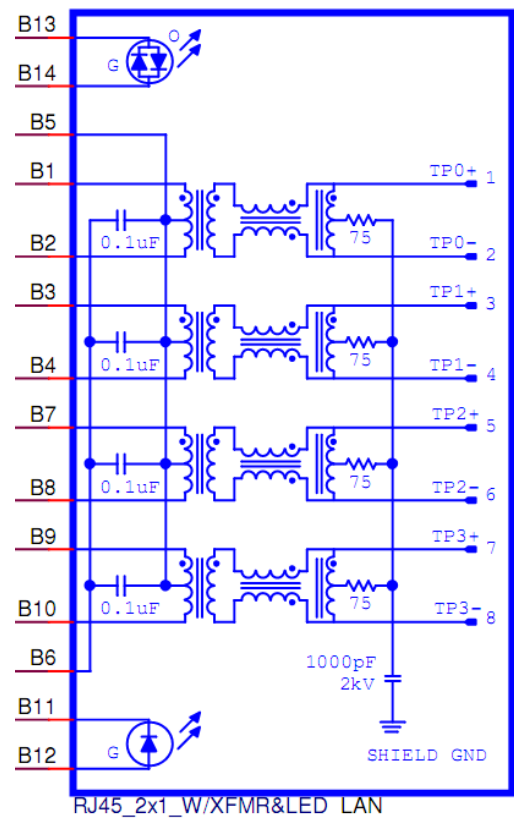 B13
O
G
B14
B5
B1
TP0+ 1
0.1uF
75
B2
TP0- 2
B3
TP1+ 3
0.1uF
75
B4
TP1- 4
B7
TP2+ 5
0.1uF
75
B8
TP2- 6
B9
TP3+ 7
0.1uF
75
B10
TP3- 8
B6
1000pF
2kV
B11
G
SHIELD GND
B12
RJ45_2x1_W/XFMR&LED LAN